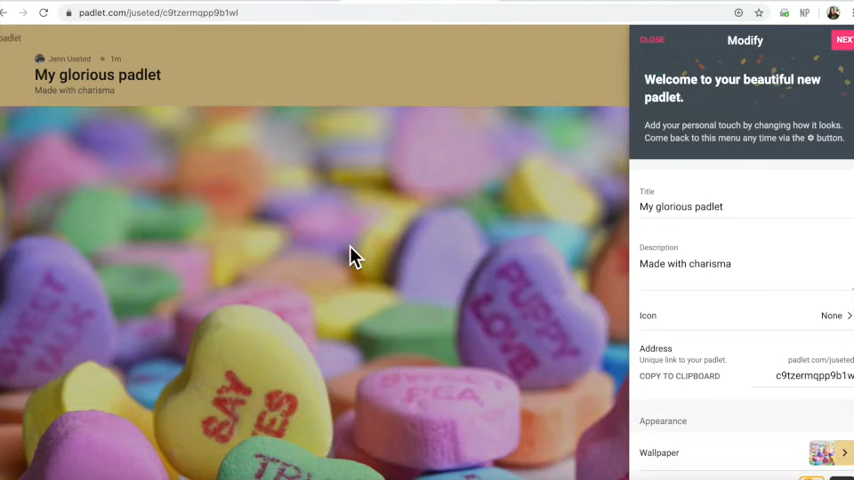 padlet.com/juseted/c9tzermqpp9b1wl
NP
padlet
Jenn Useted 1m
My glorious padlet
Made with charisma
CLOSE
Modify
NEX
Welcome to your beautiful new
padlet.
Add your personal touch by changing how it looks.
Come back to this menu any time via the ⚙ button.
Title
My glorious padlet
Description
Made with charisma
Icon
None
Address
Unique link to your padlet.
padlet.com/juseted
COPY TO CLIPBOARD
c9tzermqpp9b1w
Appearance
Wallpaper
SWEET
TALK
PUPPY
LOVE
SAY
YES
SWEET
PEA